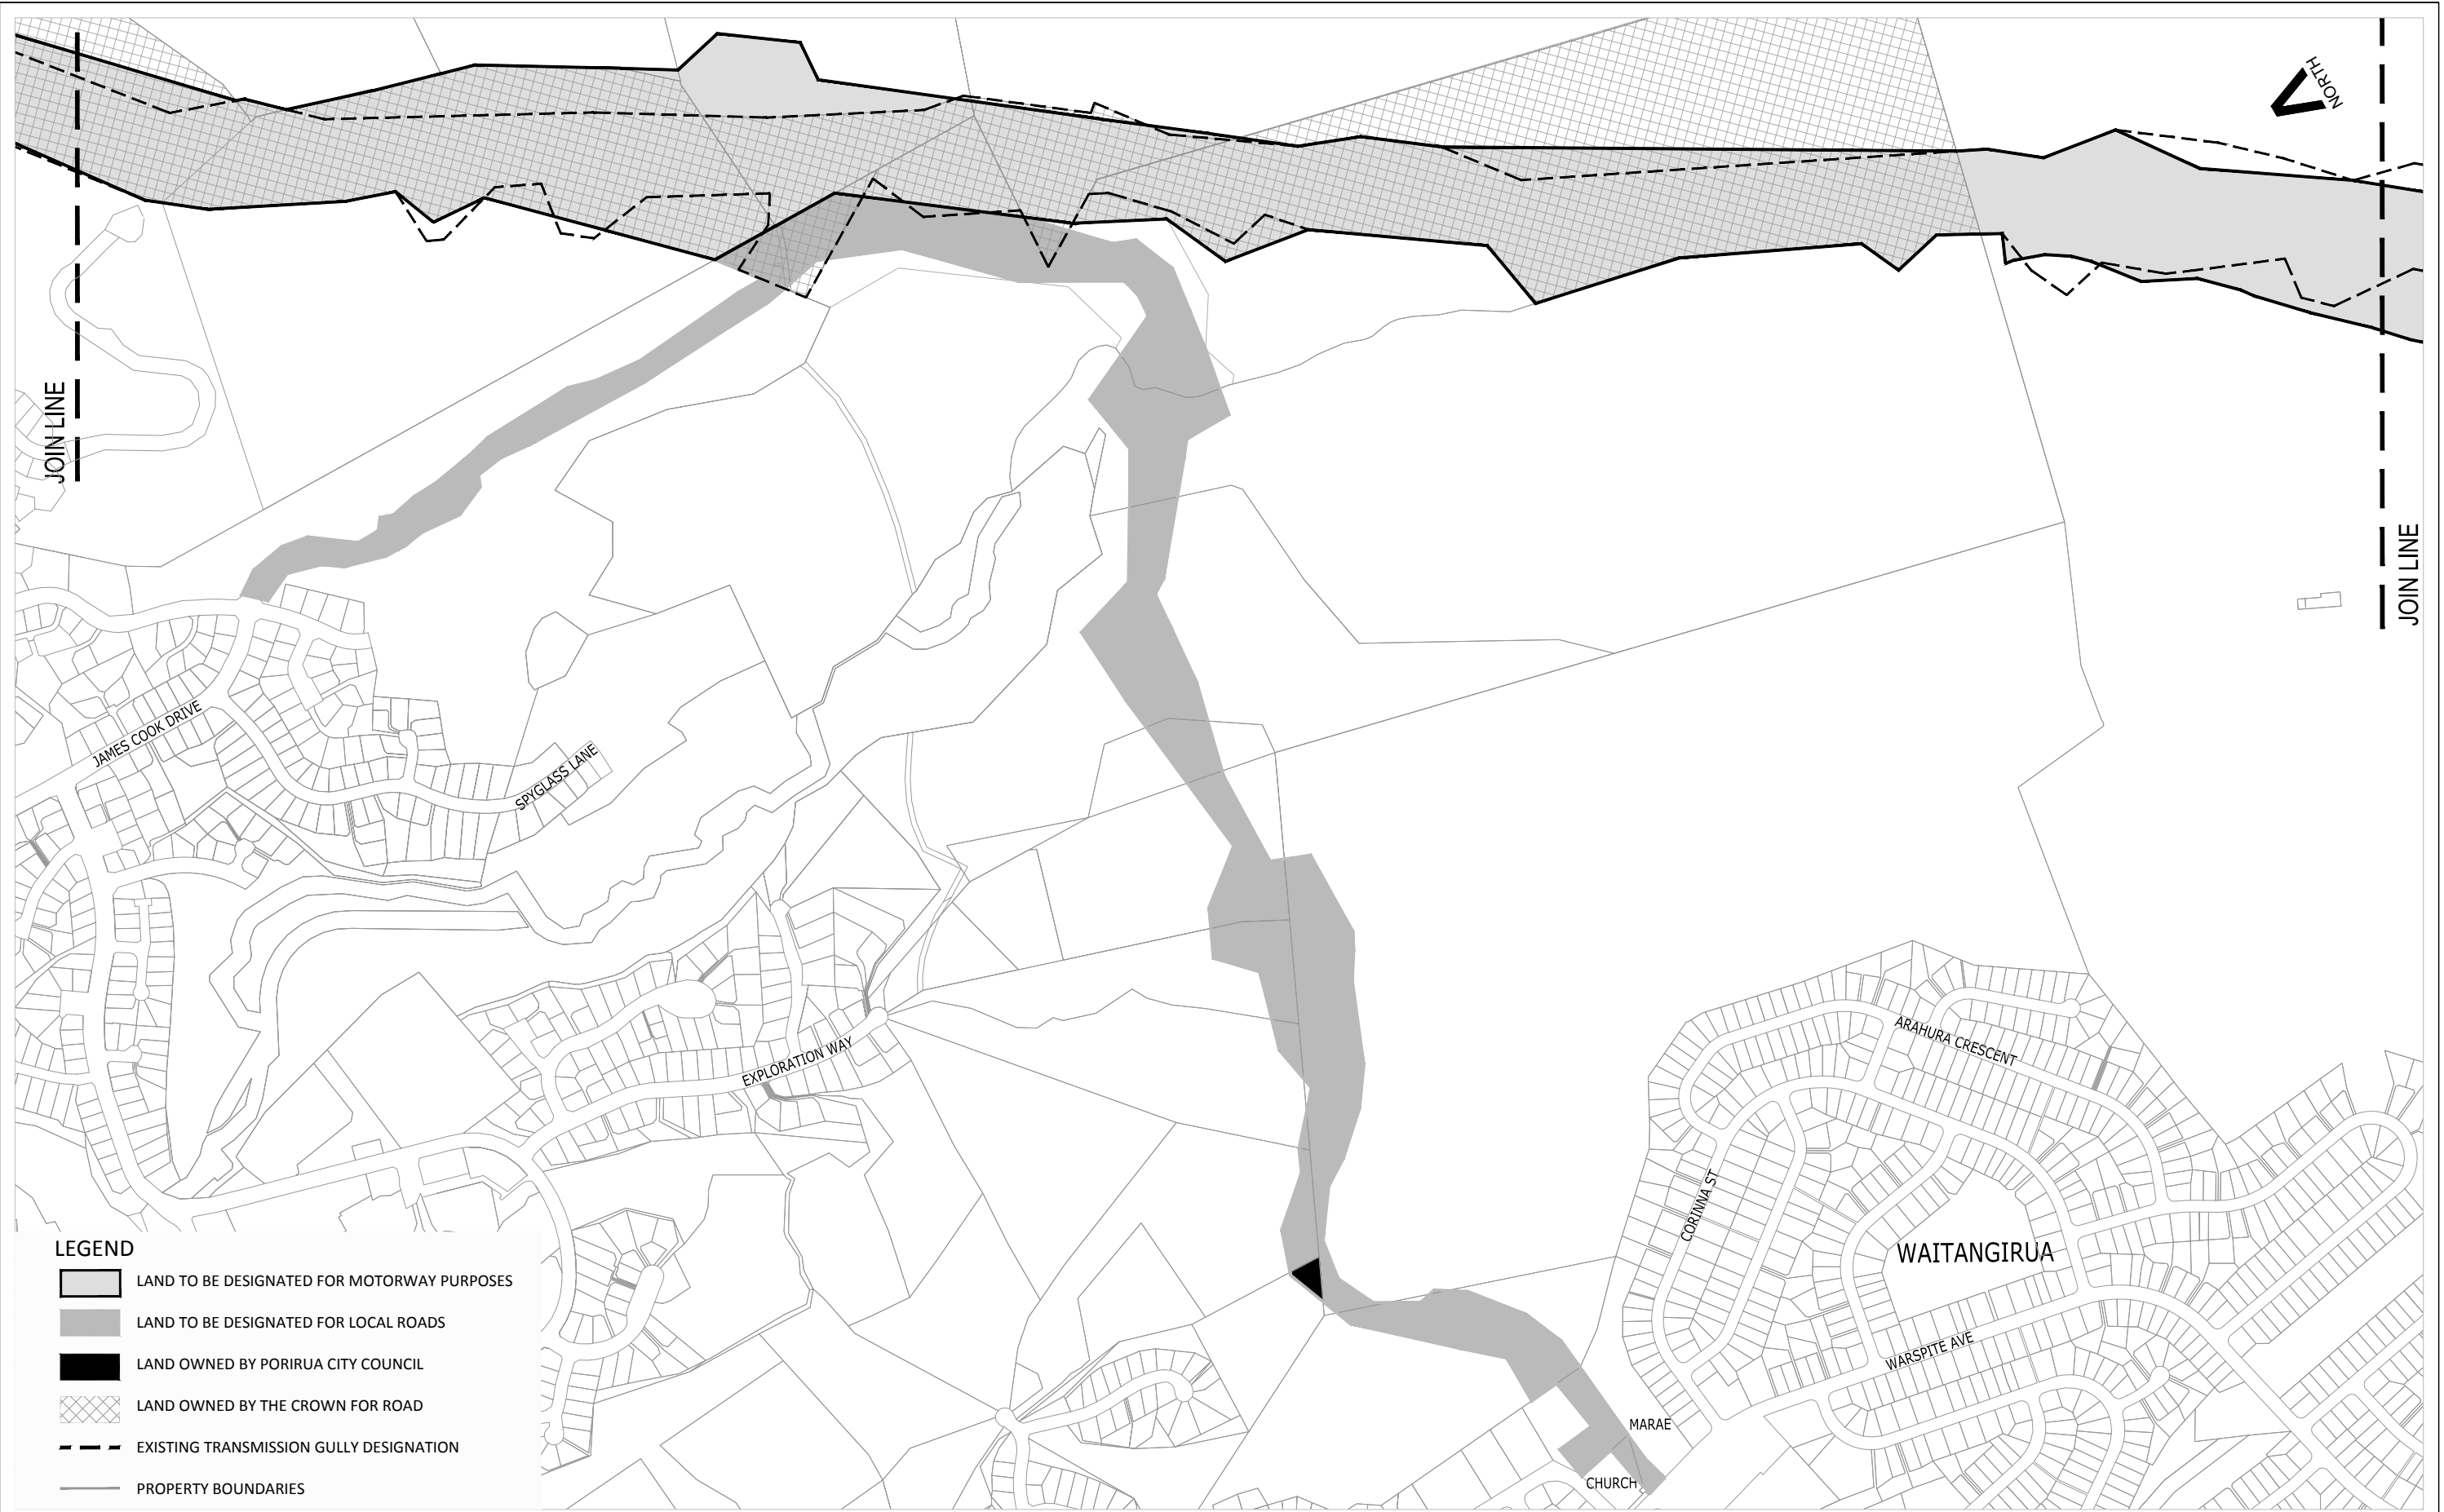 NORTH
JOIN LINE
JOIN LINE
JAMES COOK DRIVE
SPYGLASS LANE
EXPLORATION WAY
ARAHURA CRESCENT
CORINNA ST
WAITANGIRUA
WARSPITE AVE
MARAE
CHURCH
LEGEND
LAND TO BE DESIGNATED FOR MOTORWAY PURPOSES
LAND TO BE DESIGNATED FOR LOCAL ROADS
LAND OWNED BY PORIRUA CITY COUNCIL
LAND OWNED BY THE CROWN FOR ROAD
EXISTING TRANSMISSION GULLY DESIGNATION
PROPERTY BOUNDARIES